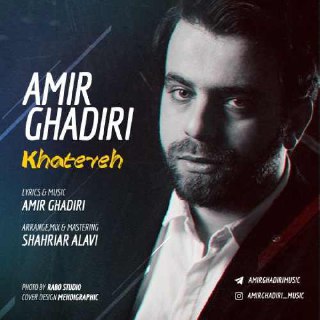 AMIR
GHADIRI
Khatereh
LYRICS & MUSIC
AMIR GHADIRI
ARRANGE,MIX & MASTERING
SHAHRIAR ALAVI
PHOTO BY RABO STUDIO
COVER DESIGN MEHDIGRAPHIC
AMIRGHADIRIMUSIC
AMIRGHADIRI_MUSIC